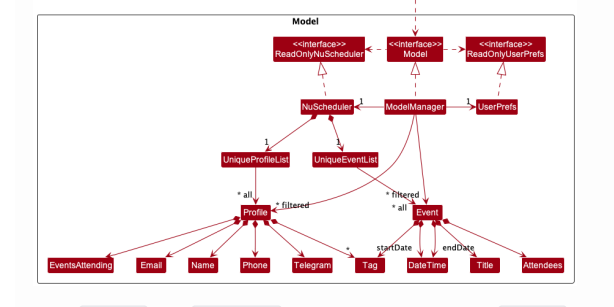 Model
<<interface>>
ReadOnlyNuScheduler
<<interface>>
Model
<<interface>>
ReadOnlyUserPrefs
NuScheduler
1
ModelManager
1
UserPrefs
1
1
UniqueProfileList
UniqueEventList
* all
* filtered
* filtered
* all
Profile
Event
*
startDate
endDate
EventsAttending
Email
Name
Phone
Telegram
Tag
DateTime
Title
Attendees